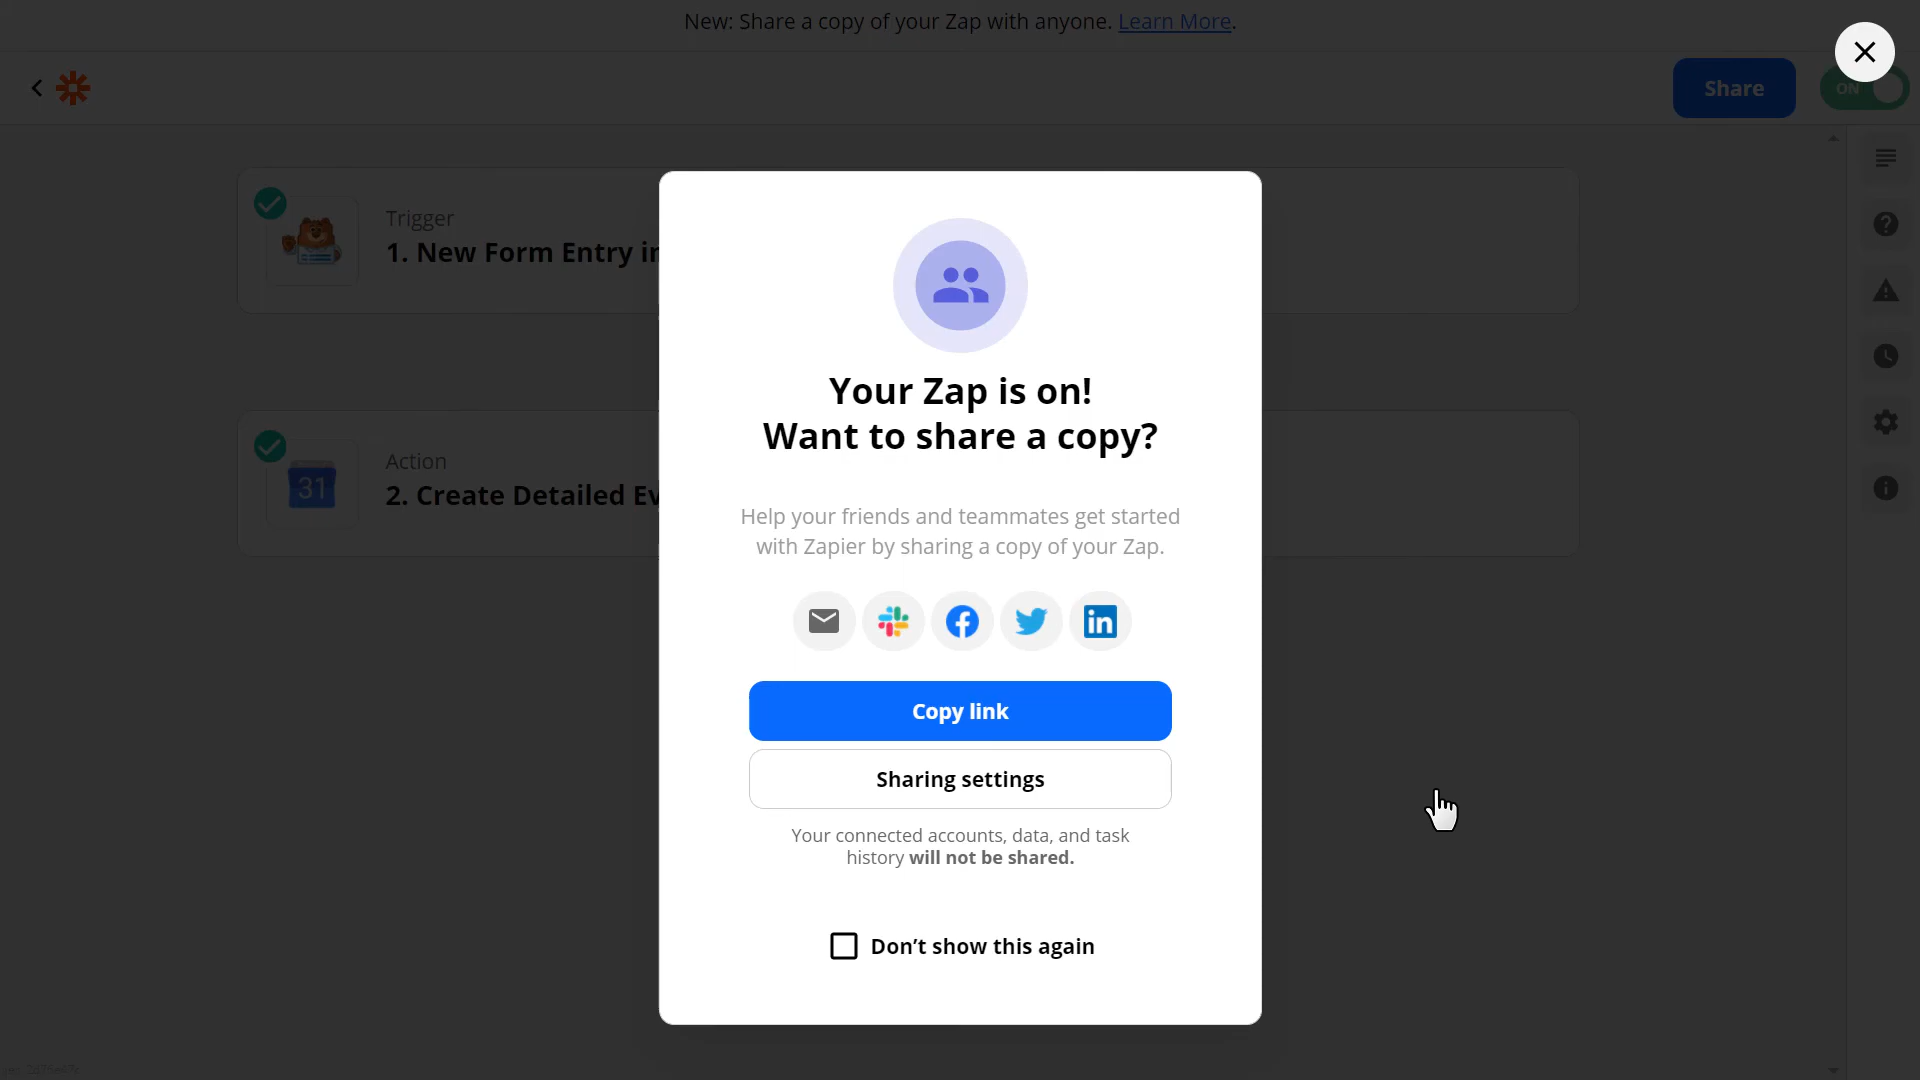 New: Share a copy of your Zap with anyone. Learn More.
Share
ON
Trigger
1. New Form Entry in
Action
31
2. Create Detailed Ev
Your Zap is on!
Want to share a copy?
Help your friends and teammates get started
with Zapier by sharing a copy of your Zap.
in
Copy link
Sharing settings
Your connected accounts, data, and task
history will not be shared.
Don’t show this again